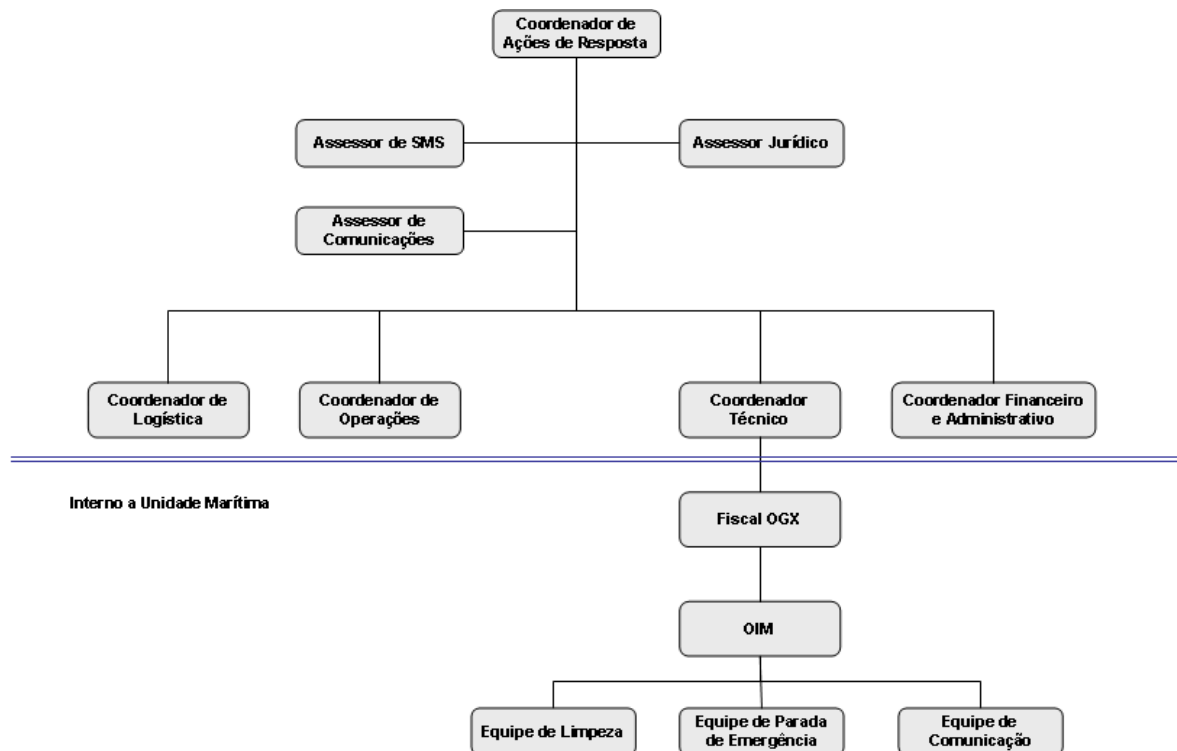 Coordenador de
Ações de Resposta
Assessor de SMS
Assessor Jurídico
Assessor de
Comunicações
Coordenador de
Logística
Coordenador de
Operações
Coordenador
Técnico
Coordenador Financeiro
e Administrativo
Interno a Unidade Marítima
Fiscal OGX
OIM
Equipe de Limpeza
Equipe de Parada
de Emergência
Equipe de
Comunicação